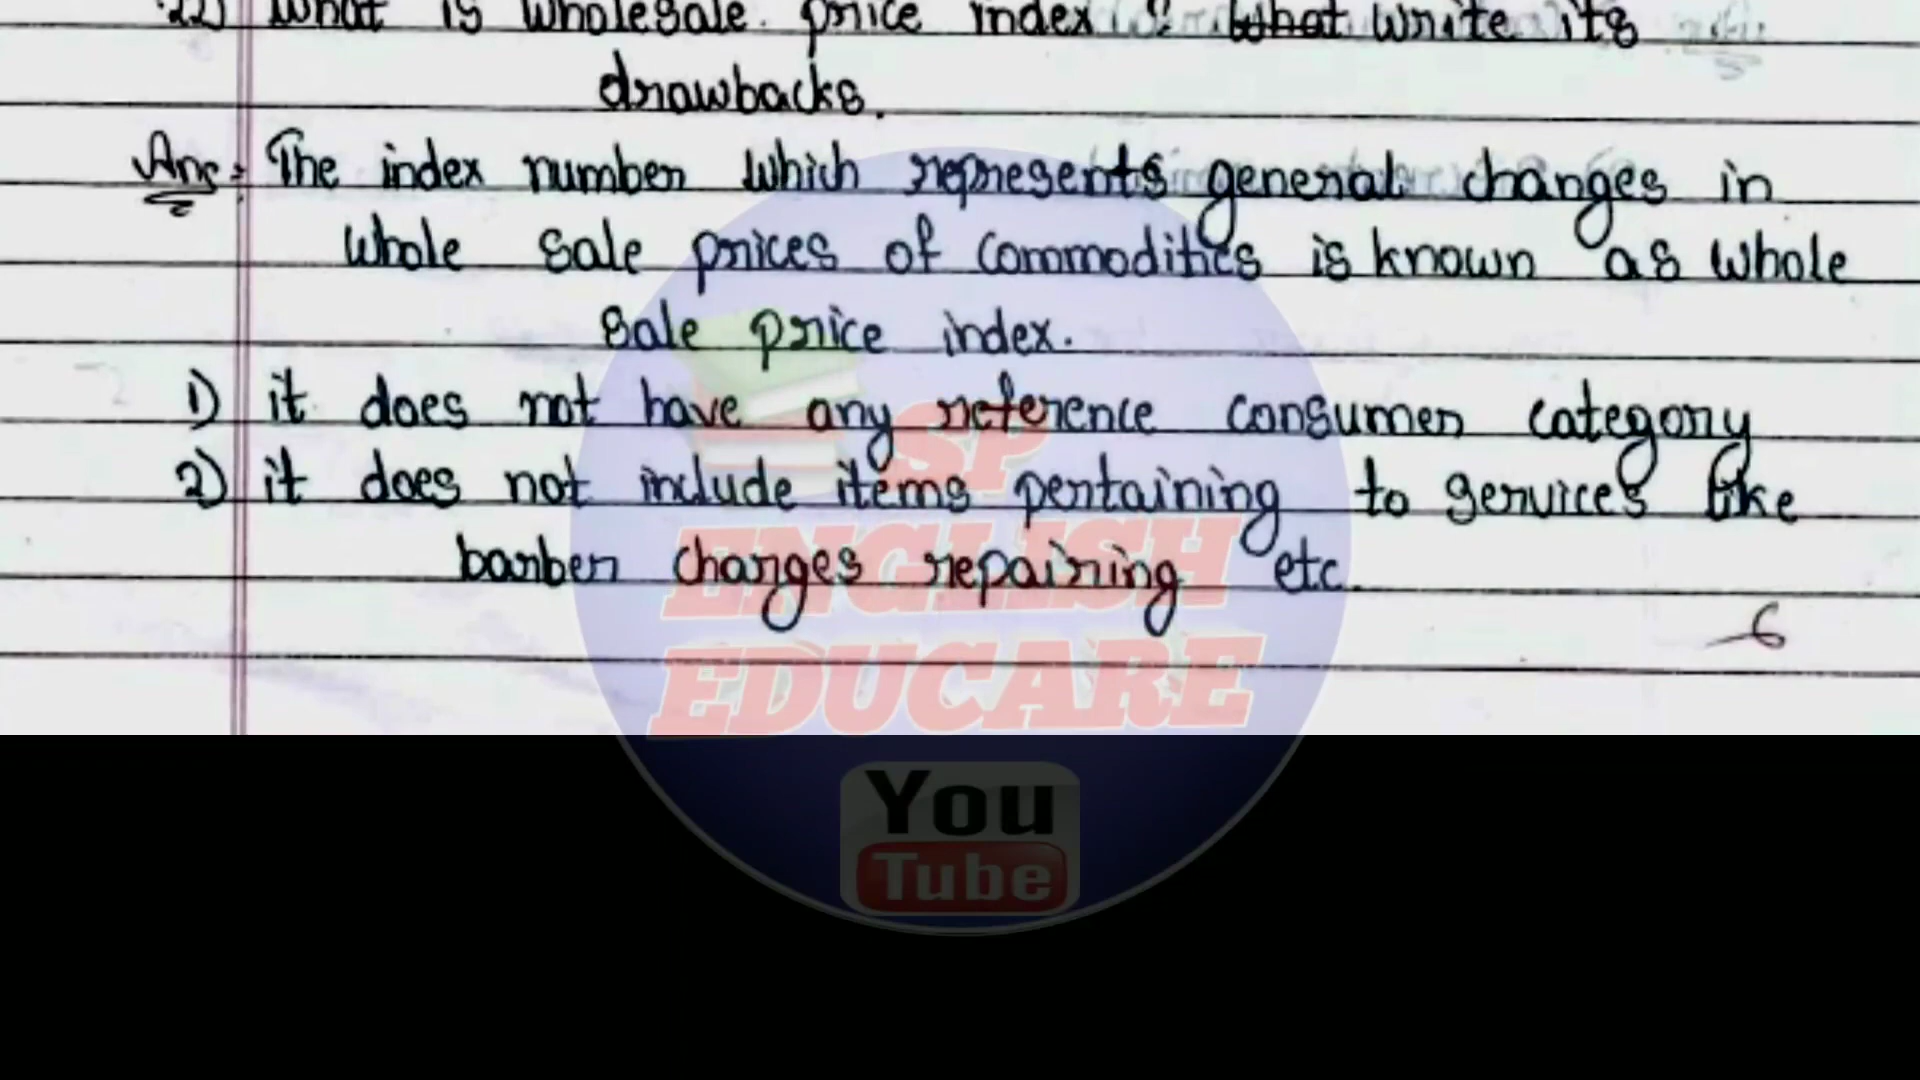 22) What is wholesale price index ? What write its
drawbacks.
Ans: The index number which represents general changes in
whole sale prices of commodities is known as whole
sale price index.
1) it does not have any reference consumer category
2) it does not include items pertaining to services like
barber charges repairing etc.
6
SP
ENGLISH
EDUCARE
You
Tube